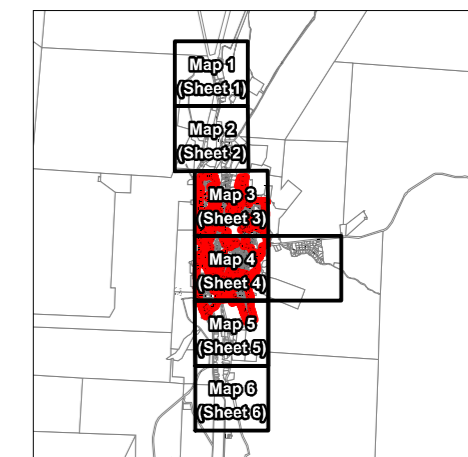 Map 1
(Sheet 1)
Map 2
(Sheet 2)
Map 3
(Sheet 3)
Map 4
(Sheet 4)
Map 5
(Sheet 5)
Map 6
(Sheet 6)